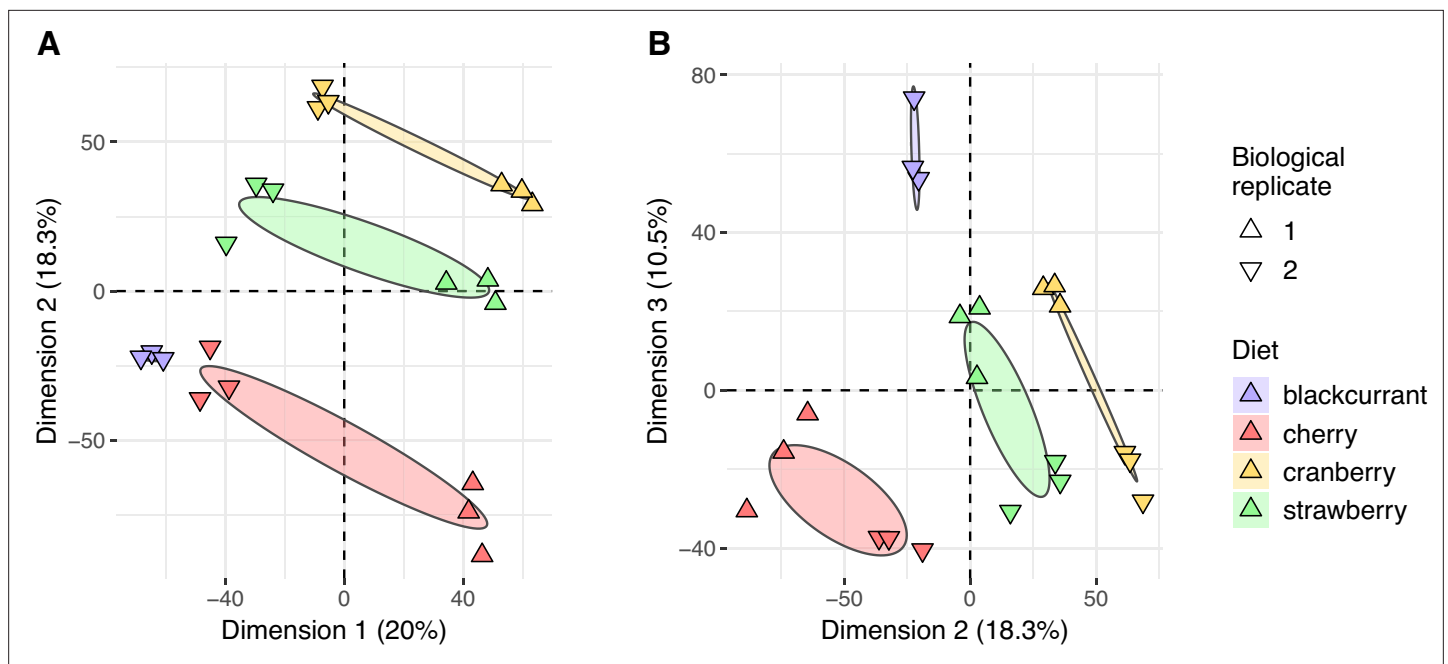 A
50
0
−50
−40
0
40
Dimension 1 (20%)
Dimension 2 (18.3%)
B
80
40
0
−40
−50
0
50
Dimension 2 (18.3%)
Dimension 3 (10.5%)
Biological
replicate
1
2
Diet
blackcurrant
cherry
cranberry
strawberry